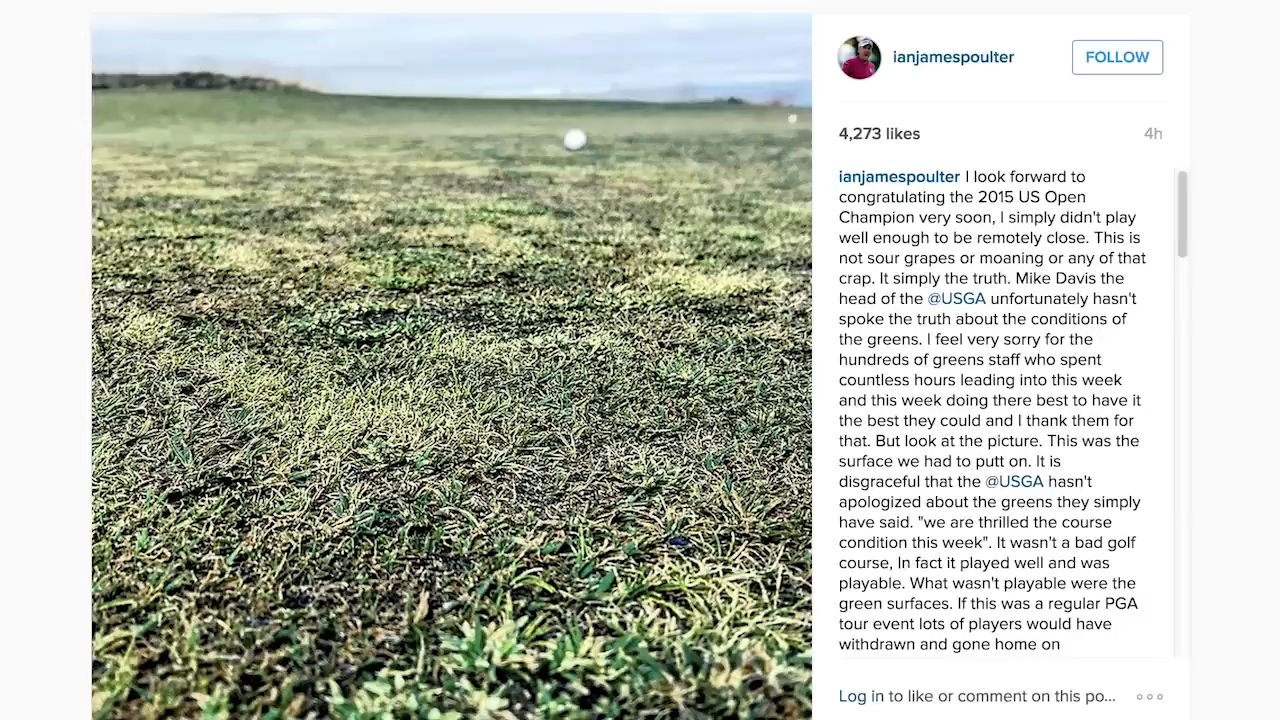 ianjamespoulter
FOLLOW
4,273 likes
4h
ianjamespoulter I look forward to
congratulating the 2015 US Open
Champion very soon, I simply didn't play
well enough to be remotely close. This is
not sour grapes or moaning or any of that
crap. It simply the truth. Mike Davis the
head of the @USGA unfortunately hasn't
spoke the truth about the conditions of
the greens. I feel very sorry for the
hundreds of greens staff who spent
countless hours leading into this week
and this week doing there best to have it
the best they could and I thank them for
that. But look at the picture. This was the
surface we had to putt on. It is
disgraceful that the @USGA hasn't
apologized about the greens they simply
have said. "we are thrilled the course
condition this week". It wasn't a bad golf
course, In fact it played well and was
playable. What wasn't playable were the
green surfaces. If this was a regular PGA
tour event lots of players would have
withdrawn and gone home on
Log in to like or comment on this po...